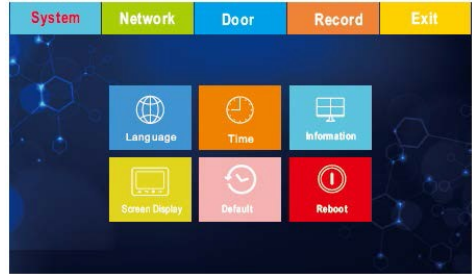 System Network Door Record Exit
Language Time Information
Screen Display Default Reboot